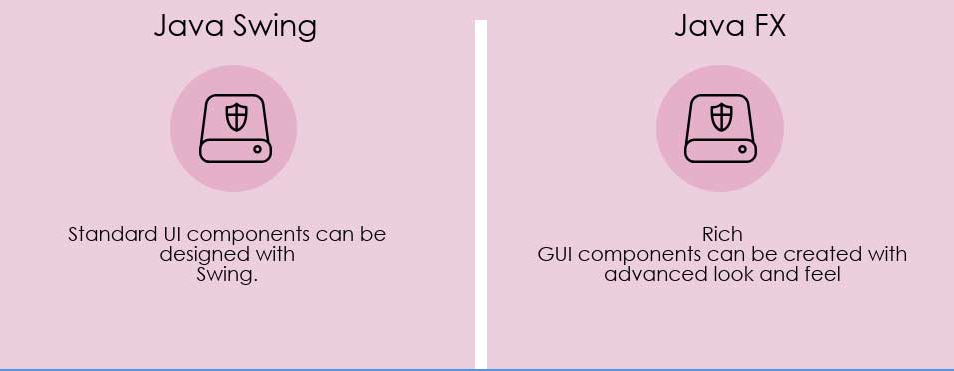 Java Swing
Standard UI components can be
designed with
Swing.
Java FX
Rich
GUI components can be created with
advanced look and feel